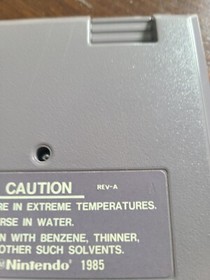 CAUTION REV-A
RE IN EXTREME TEMPERATURES.
RSE IN WATER.
N WITH BENZENE, THINNER,
OTHER SUCH SOLVENTS.
Nintendo 1985